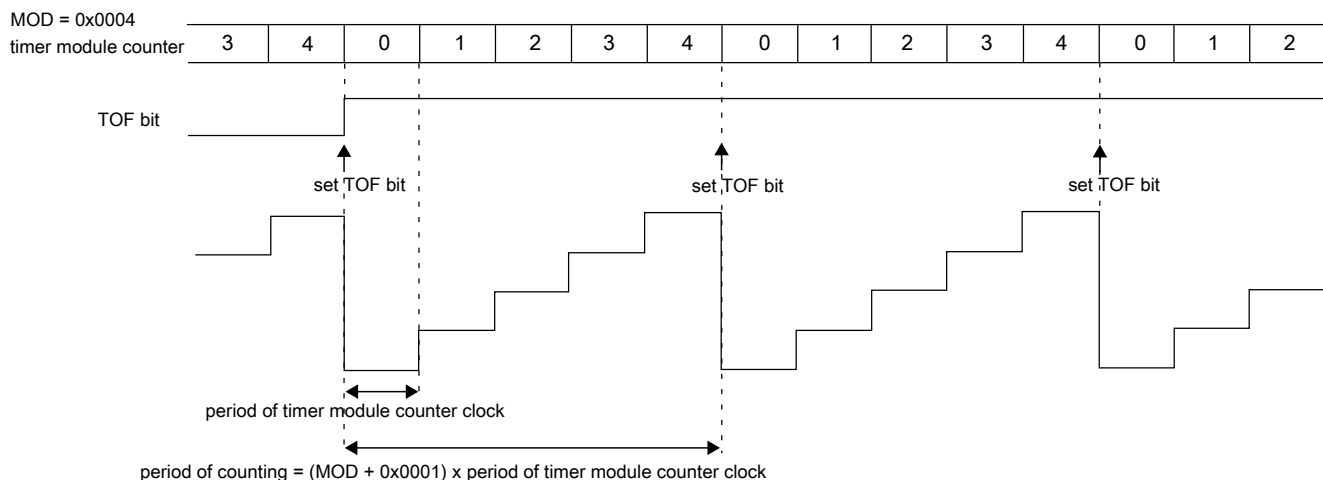 MOD = 0x0004
timer module counter
3 4 0 1 2 3 4 0 1 2 3 4 0 1 2
TOF bit
set TOF bit set TOF bit set TOF bit
period of timer module counter clock
period of counting = (MOD + 0x0001) x period of timer module counter clock